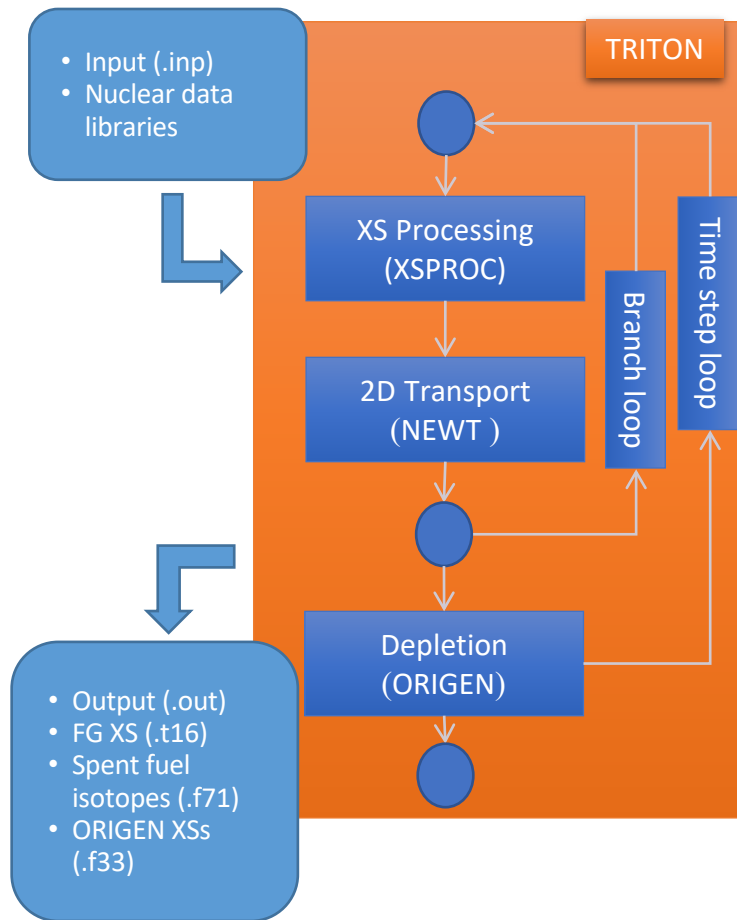 • Input (.inp)
• Nuclear data
libraries
TRITON
XS Processing
(XSPROC)
2D Transport
(NEWT )
Branch loop
Time step loop
Depletion
(ORIGEN)
• Output (.out)
• FG XS (.t16)
• Spent fuel
isotopes (.f71)
• ORIGEN XSs
(.f33)